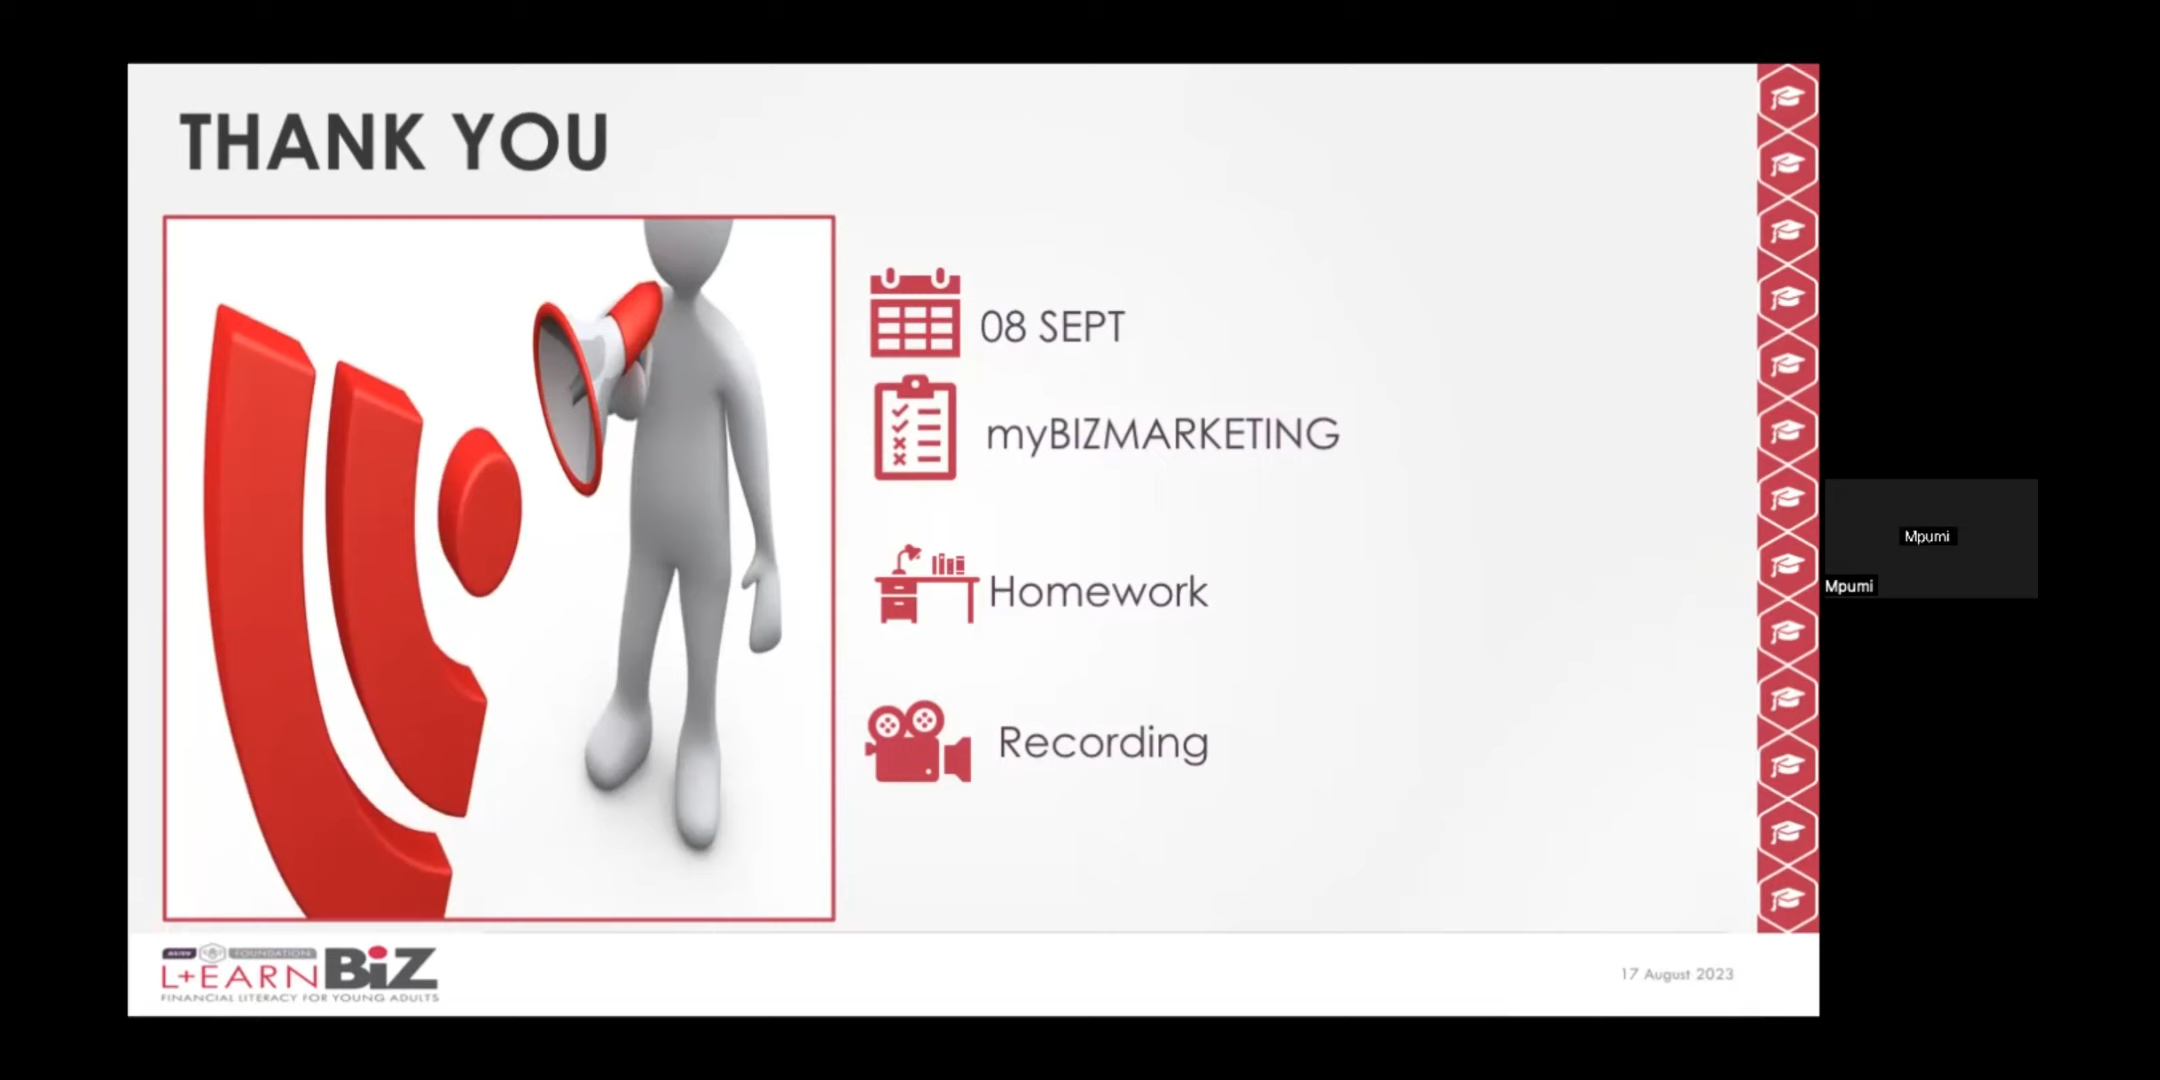 THANK YOU
08 SEPT
myBIZMARKETING
Homework
Recording
Mpumi
Mpumi
FOUNDATION
L+EARN BiZ
FINANCIAL LITERACY FOR YOUNG ADULTS
17 August 2023